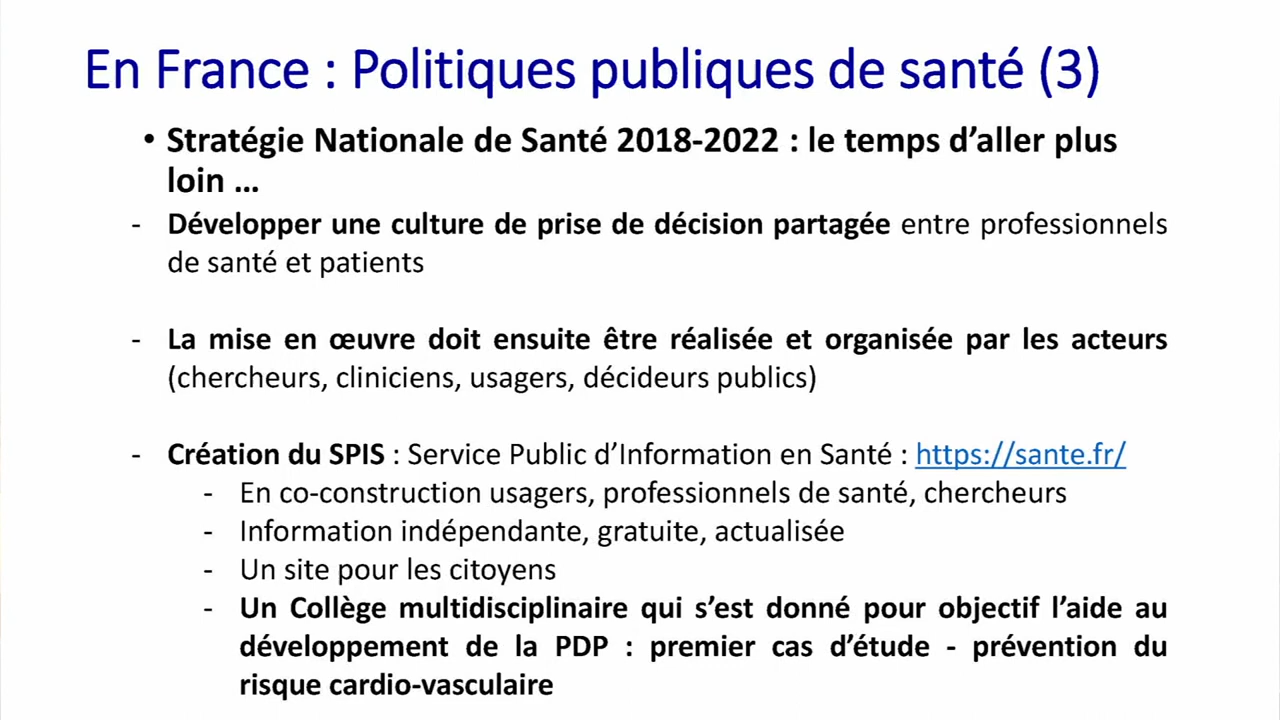 En France : Politiques publiques de santé (3)
• Stratégie Nationale de Santé 2018-2022 : le temps d’aller plus
loin …
- Développer une culture de prise de décision partagée entre professionnels
de santé et patients
- La mise en œuvre doit ensuite être réalisée et organisée par les acteurs
(chercheurs, cliniciens, usagers, décideurs publics)
- Création du SPIS : Service Public d’Information en Santé : https://sante.fr/
- En co-construction usagers, professionnels de santé, chercheurs
- Information indépendante, gratuite, actualisée
- Un site pour les citoyens
- Un Collège multidisciplinaire qui s’est donné pour objectif l’aide au
développement de la PDP : premier cas d’étude - prévention du
risque cardio-vasculaire